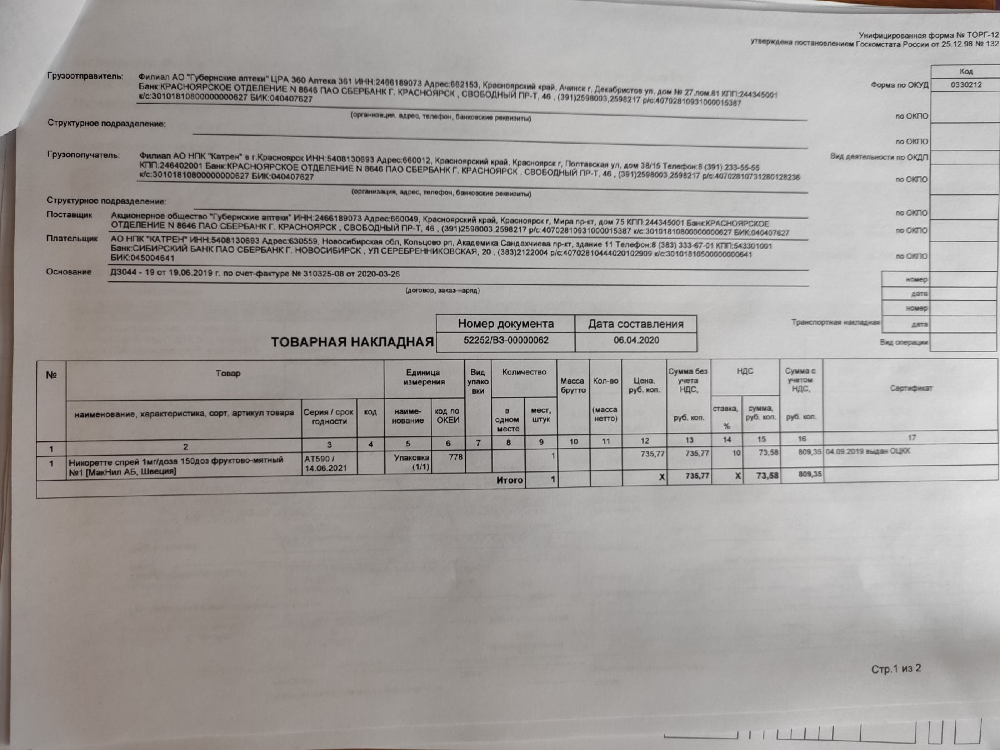 Унифицированная форма № ТОРГ-12
утверждена постановлением Госкомстата России от 25.12.98 № 132
Код
Форма по ОКУД 0330212
Грузоотправитель: Филиал АО "Губернские аптеки" ЦРА 360 Аптека 361 ИНН:2466189073 Адрес:662153, Красноярский край, Ачинск г, Декабристов ул, дом № 27,пом.81 КПП:244345001
Банк:КРАСНОЯРСКОЕ ОТДЕЛЕНИЕ N 8646 ПАО СБЕРБАНК Г. КРАСНОЯРСК , СВОБОДНЫЙ ПР-Т, 46 , (391)2598003,2598217 р/с:40702810931000015387
к/с:30101810800000000627 БИК:040407627
по ОКПО
(организация, адрес, телефон, банковские реквизиты)
Структурное подразделение:
по ОКПО
Вид деятельности по ОКДП
Грузополучатель: Филиал АО НПК "Катрен" в г.Красноярск ИНН:5408130693 Адрес:660012, Красноярский край, Красноярск г, Полтавская ул, дом 38/15 Телефон:8 (391) 233-55-55
КПП:246402001 Банк:КРАСНОЯРСКОЕ ОТДЕЛЕНИЕ N 8646 ПАО СБЕРБАНК Г. КРАСНОЯРСК , СВОБОДНЫЙ ПР-Т, 46 , (391)2598003,2598217 р/с:40702810731280128236
к/с:30101810800000000627 БИК:040407627
по ОКПО
(организация, адрес, телефон, банковские реквизиты)
Структурное подразделение:
по ОКПО
Поставщик Акционерное общество "Губернские аптеки" ИНН:2466189073 Адрес:660049, Красноярский край, Красноярск г, Мира пр-кт, дом 75 КПП:244345001 Банк:КРАСНОЯРСКОЕ
ОТДЕЛЕНИЕ N 8646 ПАО СБЕРБАНК Г. КРАСНОЯРСК , СВОБОДНЫЙ ПР-Т, 46 , (391)2598003,2598217 р/с:40702810931000015387 к/с:30101810800000000627 БИК:040407627
по ОКПО
Плательщик АО НПК "КАТРЕН" ИНН:5408130693 Адрес:630559, Новосибирская обл, Кольцово рп, Академика Сандахчиева пр-кт, здание 11 Телефон:8 (383) 333-67-01 КПП:543301001
Банк:СИБИРСКИЙ БАНК ПАО СБЕРБАНК Г. НОВОСИБИРСК , УЛ СЕРЕБРЕННИКОВСКАЯ, 20 , (383)2122004 р/с:40702810444020102909 к/с:30101810500000000641
БИК:045004641
по ОКПО
Основание ДЗ044 - 19 от 19.06.2019 г. по счет-фактуре № 310325-08 от 2020-03-26
(договор, заказ-наряд)
номер
дата
номер
Транспортная накладная дата
Вид операции
Номер документа Дата составления
ТОВАРНАЯ НАКЛАДНАЯ 52252/ВЗ-00000062 06.04.2020
№ Товар Единица измерения Вид упаковки Количество Масса брутто Кол-во (масса нетто) Цена, руб. коп. Сумма без учета НДС, руб. коп. НДС Сумма с учетом НДС, руб. коп. Сертификат
наименование, характеристика, сорт, артикул товара Серия / срок годности код наиме-нование код по ОКЕИ в одном месте мест, штук ставка, % сумма, руб. коп.
1 2 3 4 5 6 7 8 9 10 11 12 13 14 15 16 17
1 Никоретте спрей 1мг/доза 150доз фруктово-мятный №1 [МакНил АБ, Швеция] АТ590 / 14.06.2021 Упаковка (1/1) 778 1 735,77 735,77 10 73,58 809,35 04.09.2019 выдан ОЦКК
Итого 1 Х 735,77 Х 73,58 809,35
Стр.1 из 2